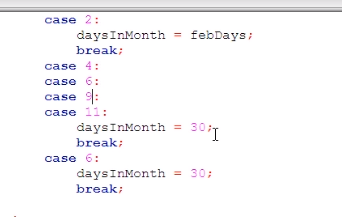 case 2:
daysInMonth = febDays;
break;
case 4:
case 6:
case 9:
case 11:
daysInMonth = 30;
break;
case 6:
daysInMonth = 30;
break;